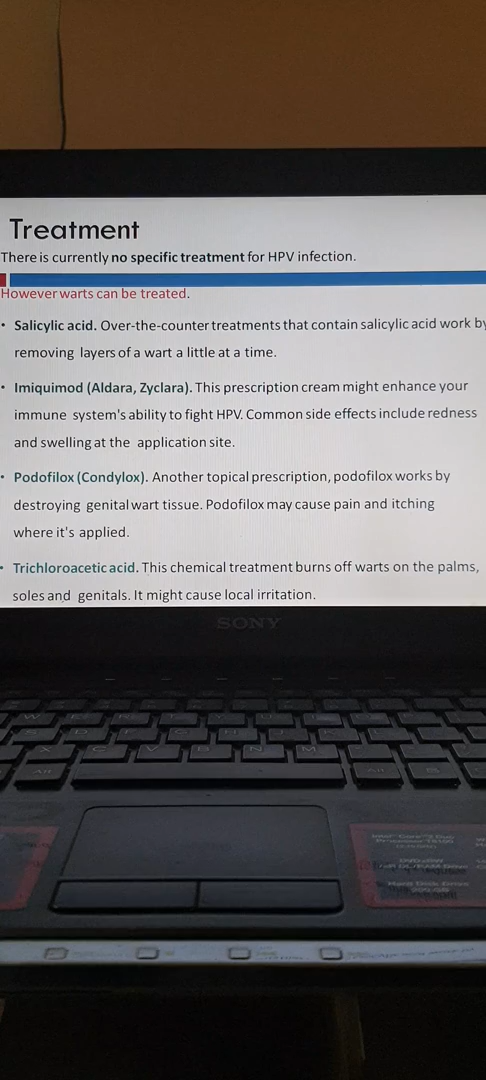 Treatment
There is currently no specific treatment for HPV infection.
However warts can be treated.
• Salicylic acid. Over-the-counter treatments that contain salicylic acid work by
removing layers of a wart a little at a time.
• Imiquimod (Aldara, Zyclara). This prescription cream might enhance your
immune system's ability to fight HPV. Common side effects include redness
and swelling at the application site.
• Podofilox (Condylox). Another topical prescription, podofilox works by
destroying genital wart tissue. Podofilox may cause pain and itching
where it's applied.
• Trichloroacetic acid. This chemical treatment burns off warts on the palms,
soles and genitals. It might cause local irritation.
SONY
X C V B N M
Alt Alt
Hard Disk Drive